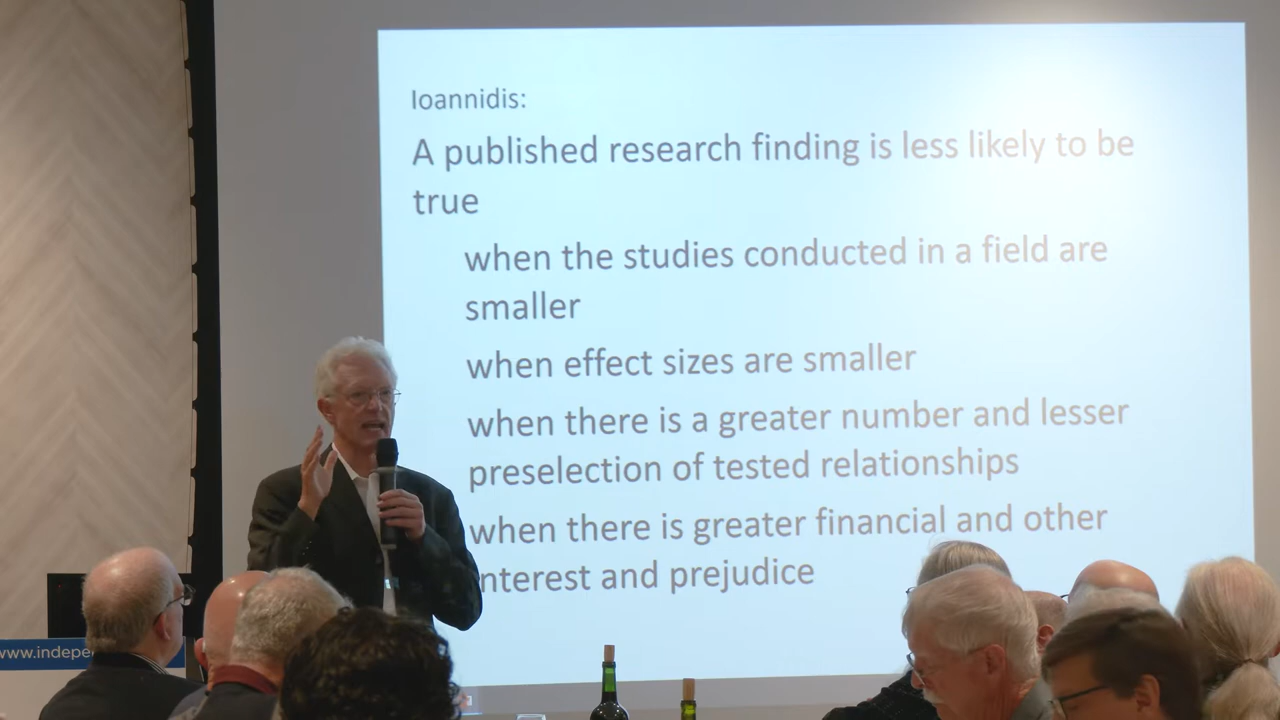 Ioannidis:
A published research finding is less likely to be
true
when the studies conducted in a field are
smaller
when effect sizes are smaller
when there is a greater number and lesser
preselection of tested relationships
when there is greater financial and other
nterest and prejudice
www.indepe